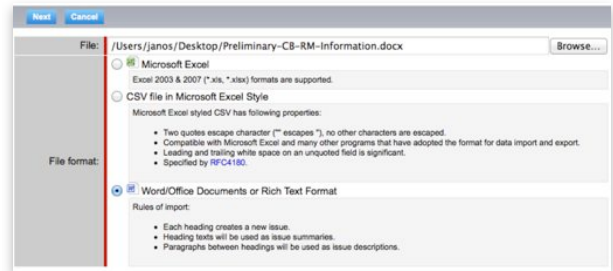 Next Cancel
File: /Users/janos/Desktop/Preliminary-CB-RM-Information.docx Browse...
Microsoft Excel
Excel 2003 & 2007 (*.xls, *.xlsx) formats are supported.
CSV file in Microsoft Excel Style
Microsoft Excel styled CSV has following properties:
• Two quotes escape character ("" escapes "), no other characters are escaped.
• Compatible with Microsoft Excel and many other programs that have adopted the format for data import and export.
• Leading and trailing white space on an unquoted field is significant.
File format:
• Specified by RFC4180.
Word/Office Documents or Rich Text Format
Rules of import:
• Each heading creates a new issue.
• Heading texts will be used as issue summaries.
• Paragraphs between headings will be used as issue descriptions.